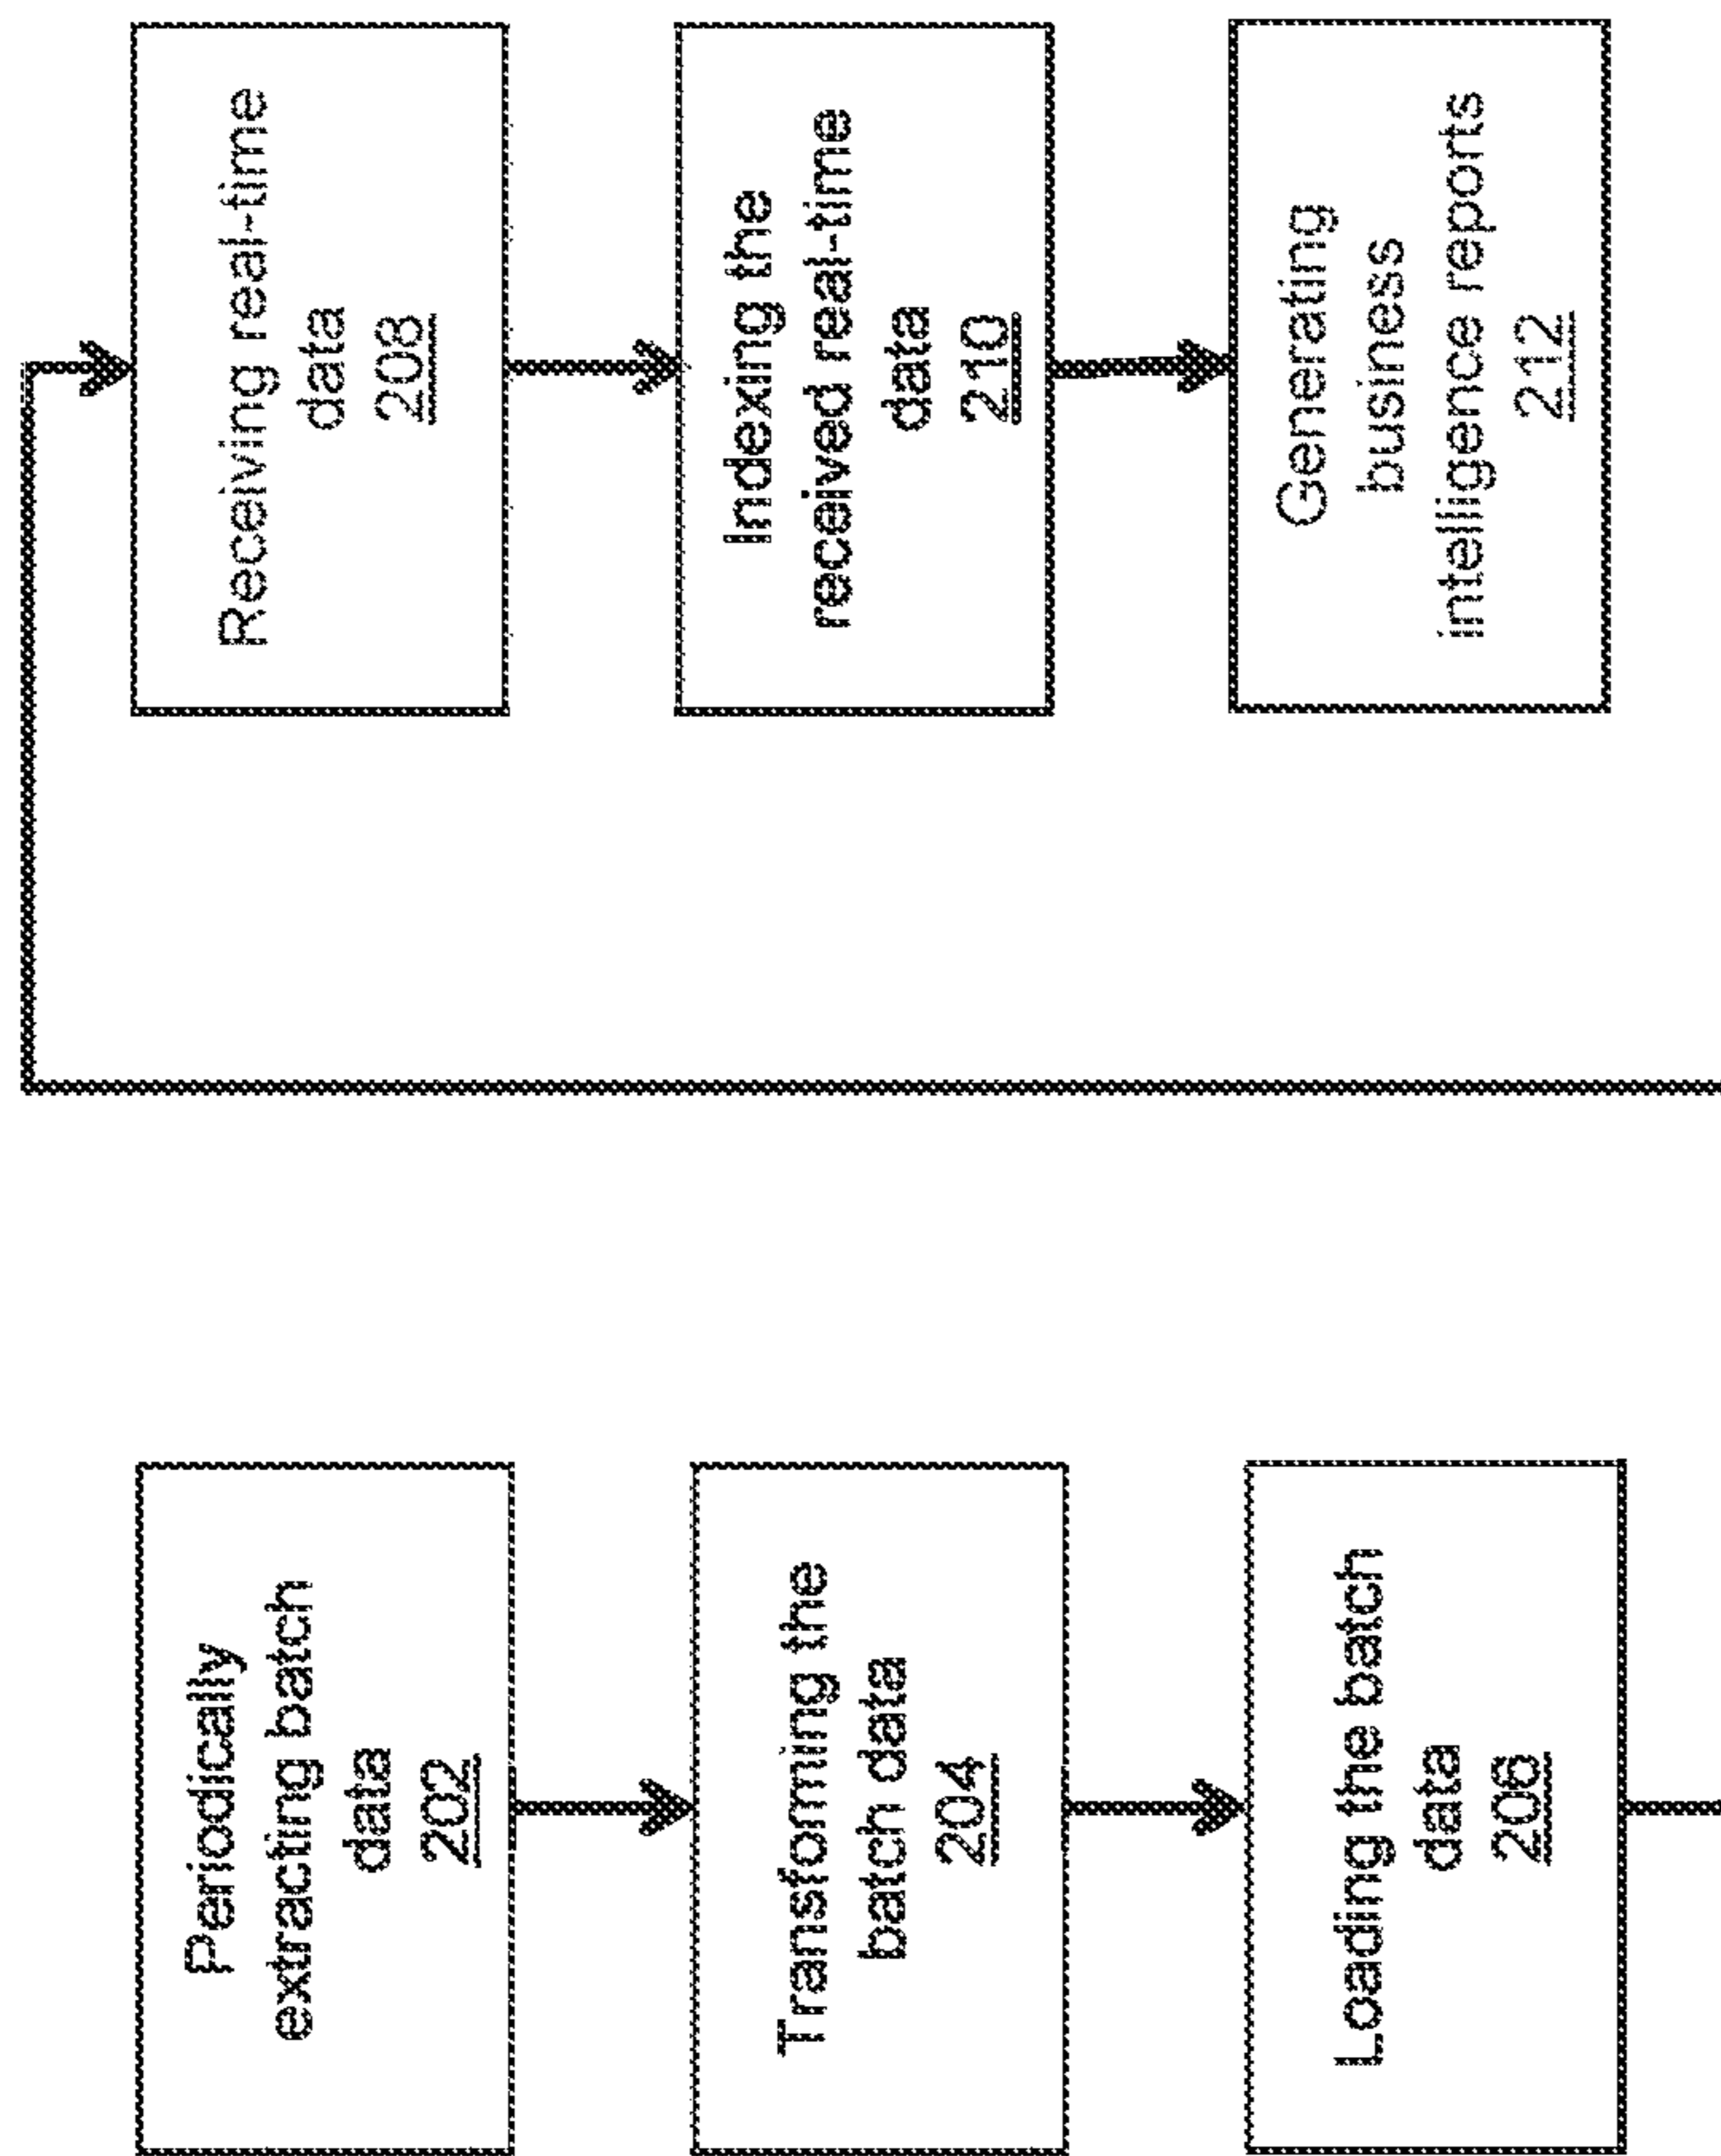 Periodically
extracting batch
data
202
Transforming the
batch data
204
Loading the batch
data
206
Receiving real-time
data
208
Indexing the
received real-time
data
210
Generating
business
intelligence reports
212